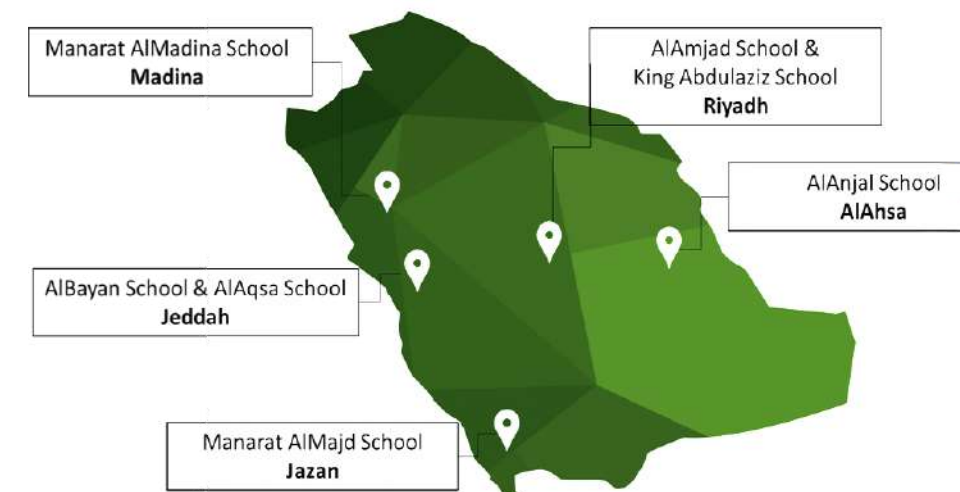 Manarat AlMadina School
Madina
AlAmjad School &
King Abdulaziz School
Riyadh
AlAnjal School
AlAhsa
AlBayan School & AlAqsa School
Jeddah
Manarat AlMajd School
Jazan